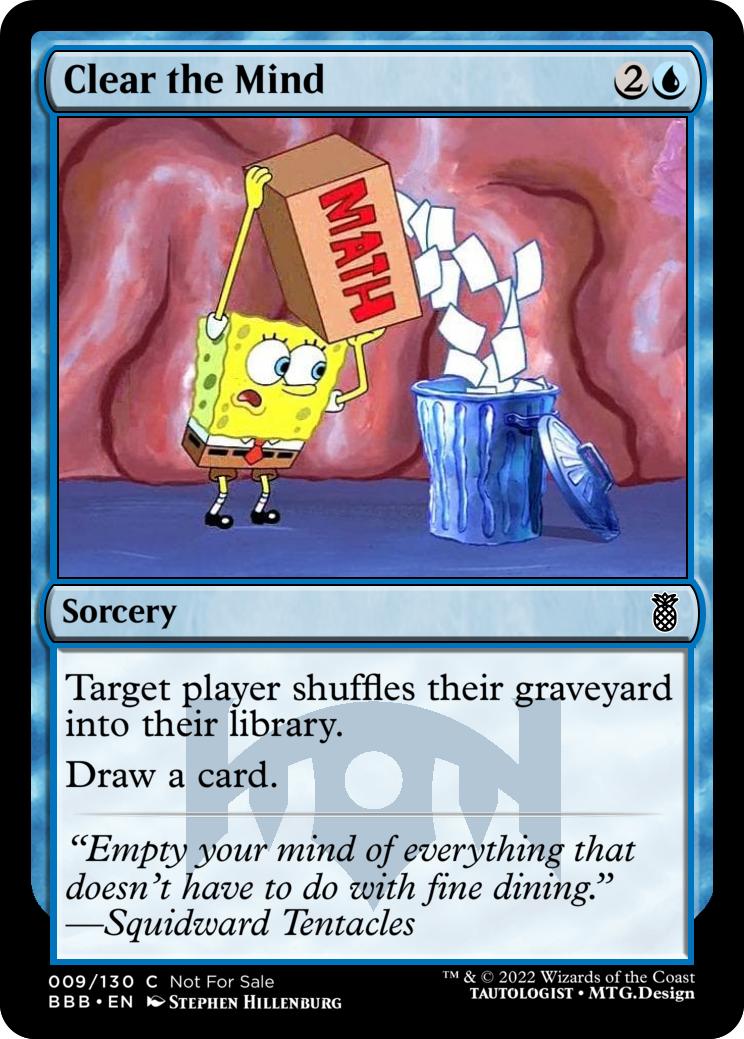 Clear the Mind 2
MATH
Sorcery
Target player shuffles their graveyard
into their library.
Draw a card.
“Empty your mind of everything that
doesn’t have to do with fine dining.”
—Squidward Tentacles
009/130 C Not For Sale
BBB • EN Stephen Hillenburg
™ & © 2022 Wizards of the Coast
TAUTOLOGIST • MTG.Design